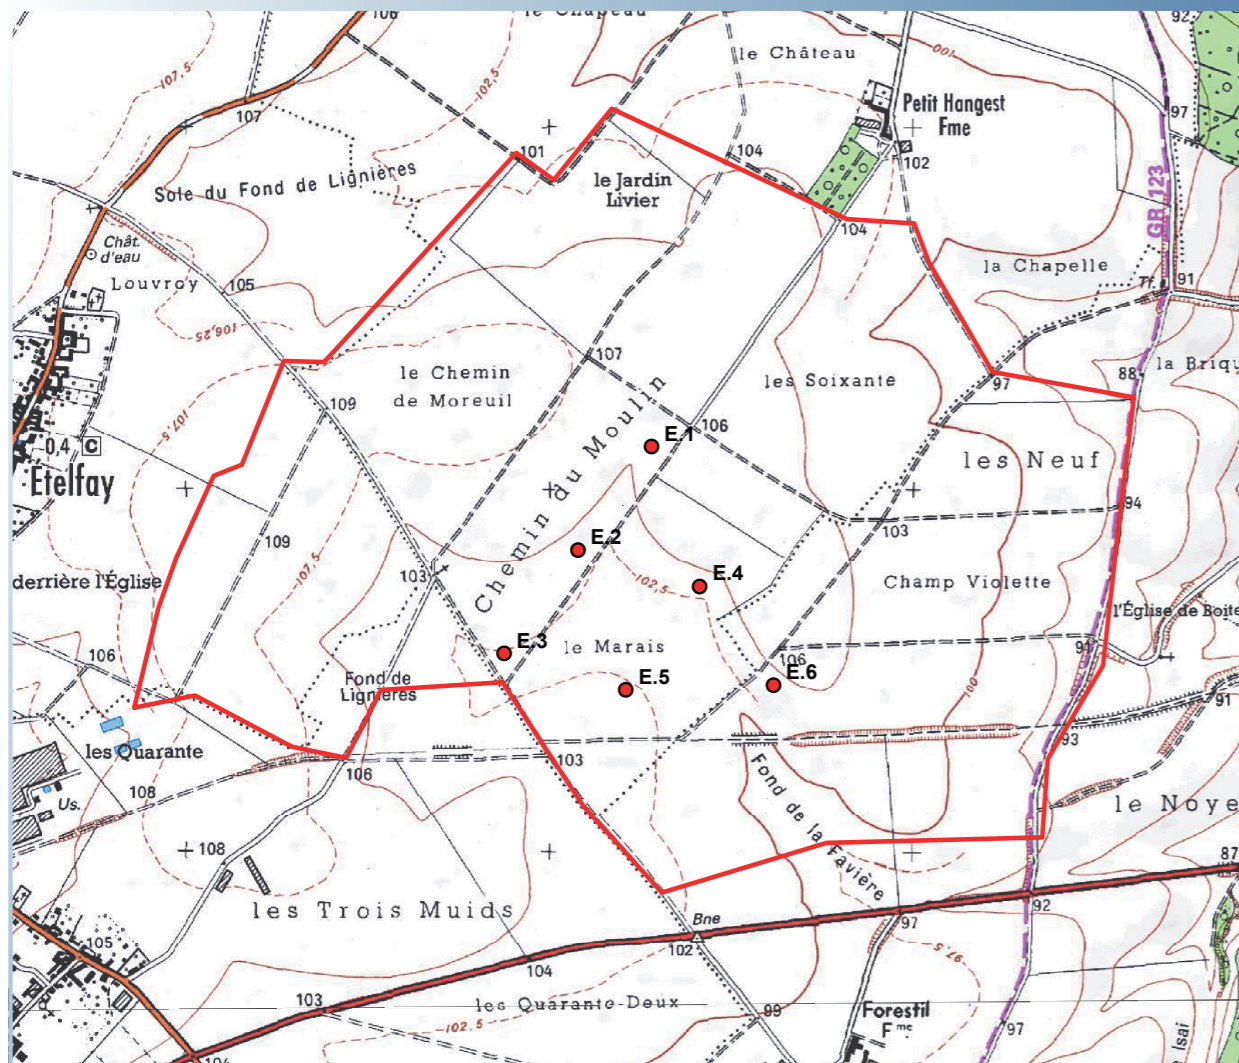 106
le Chapeau
92
107,5
102,5
le Château
100
107
Petit Hangest
Fme
97
101
104
102
Sole du Fond de Lignières
le Jardin
Livier
GR 123
104
Chât.
d'eau
Louvroy
105
la Chapelle
Tf.
91
106,25
107
le Chemin
de Moreuil
les Soixante
97
88
la Briqu
109
107,5
106
E.1
0,4
C
Etelfay
Chemin du Moulin
les Neuf
94
103
109
E.2
107,5
103
102,5
E.4
derrière l'Église
Champ Violette
l'Église de Boite
106
E.3
le Marais
106
91
Fond de
Lignières
E.5
E.6
100
91
les Quarante
93
Us.
108
106
103
Fond de la Favière
le Noye
108
87
les Trois Muids
92
Bne
97
105
102
97,5
104
103
les Quarante-Deux
99
102,5
Forestil
Fme
97
104